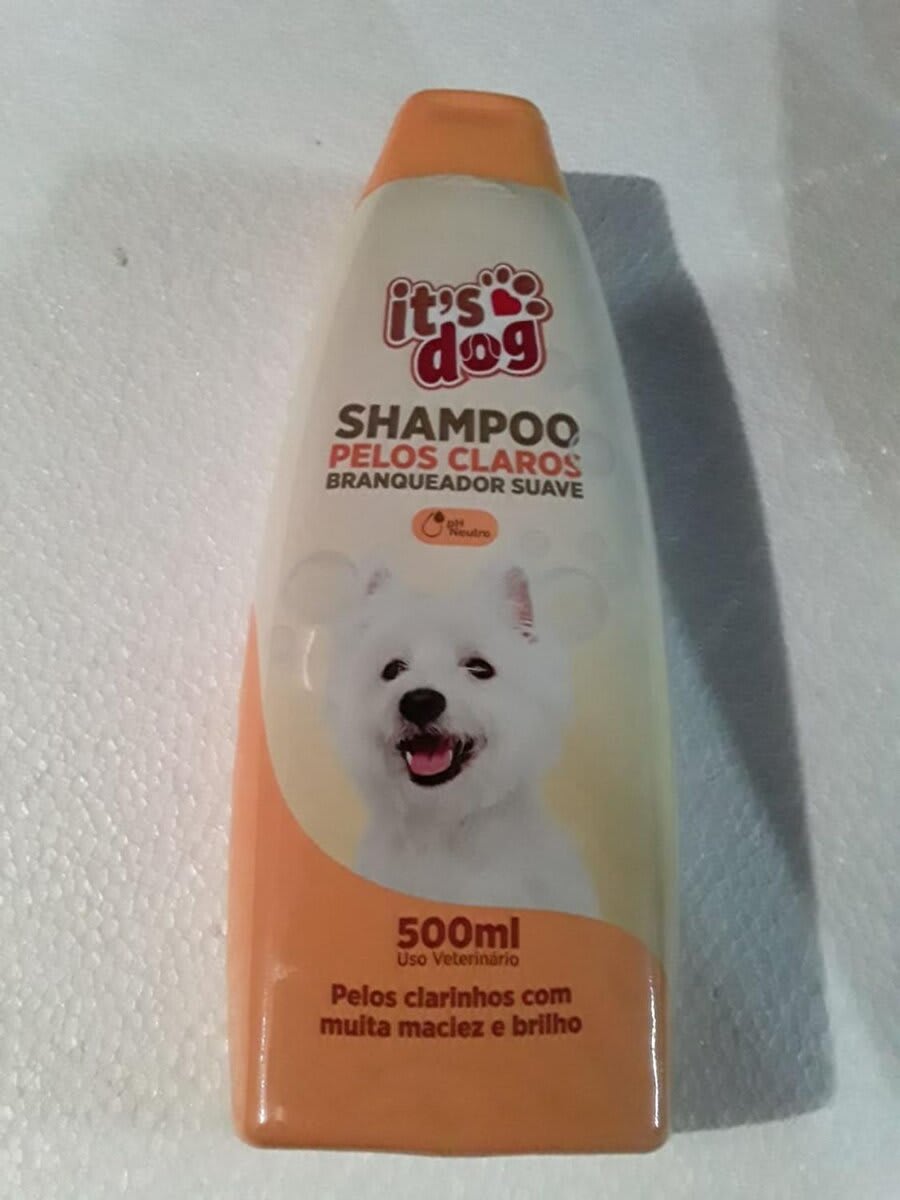 it's
dog
SHAMPOO
PELOS CLAROS
BRANQUEADOR SUAVE
pH
Neutro
500ml
Uso Veterinário
Pelos clarinhos com
muita maciez e brilho